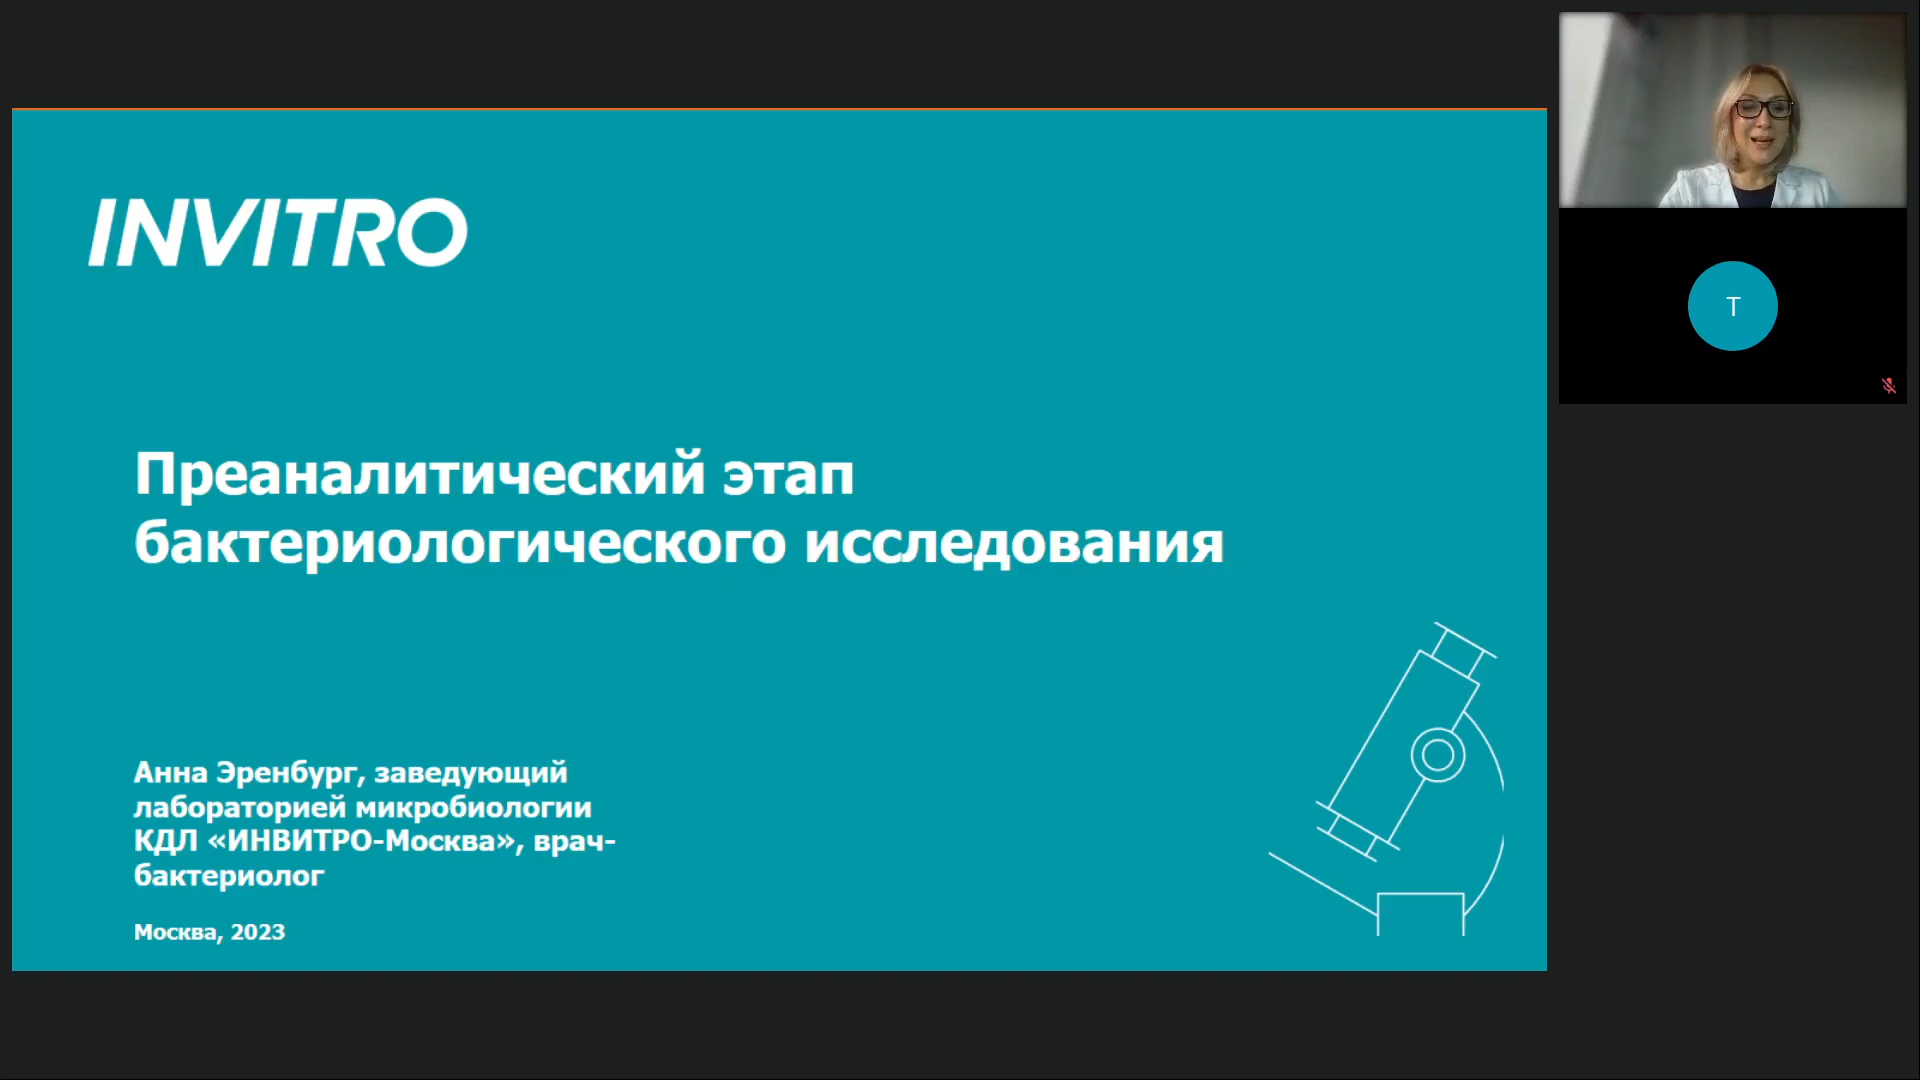 INVITRO
Преаналитический этап
бактериологического исследования
Анна Эренбург, заведующий
лабораторией микробиологии
КДЛ «ИНВИТРО-Москва», врач-
бактериолог
Москва, 2023
T